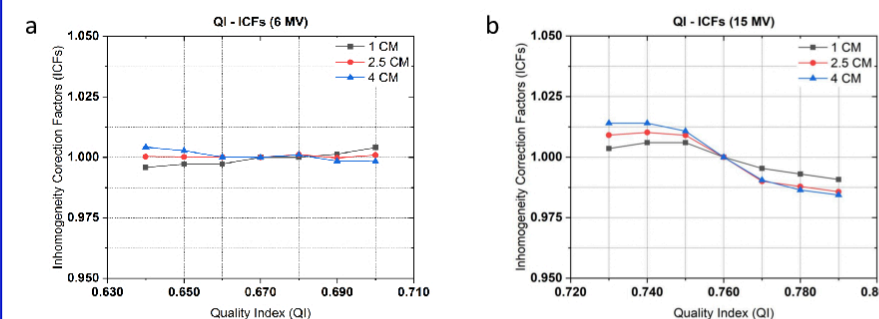 a
QI - ICFs (6 MV)
Inhomogeneity Corection Factors (ICFs)
1.050
1.025
1.000
0.975
0.950
1 CM
2.5 CM
4 CM
0.630
0.650
0.670
0.690
0.710
Quality Index (QI)
b
QI - ICFs (15 MV)
Inhomogeneity Correction Factors (ICFs)
1.050
1.025
1.000
0.975
0.950
1 CM
2.5 CM
4 CM
0.720
0.740
0.760
0.780
0.8
Quality Index (QI)